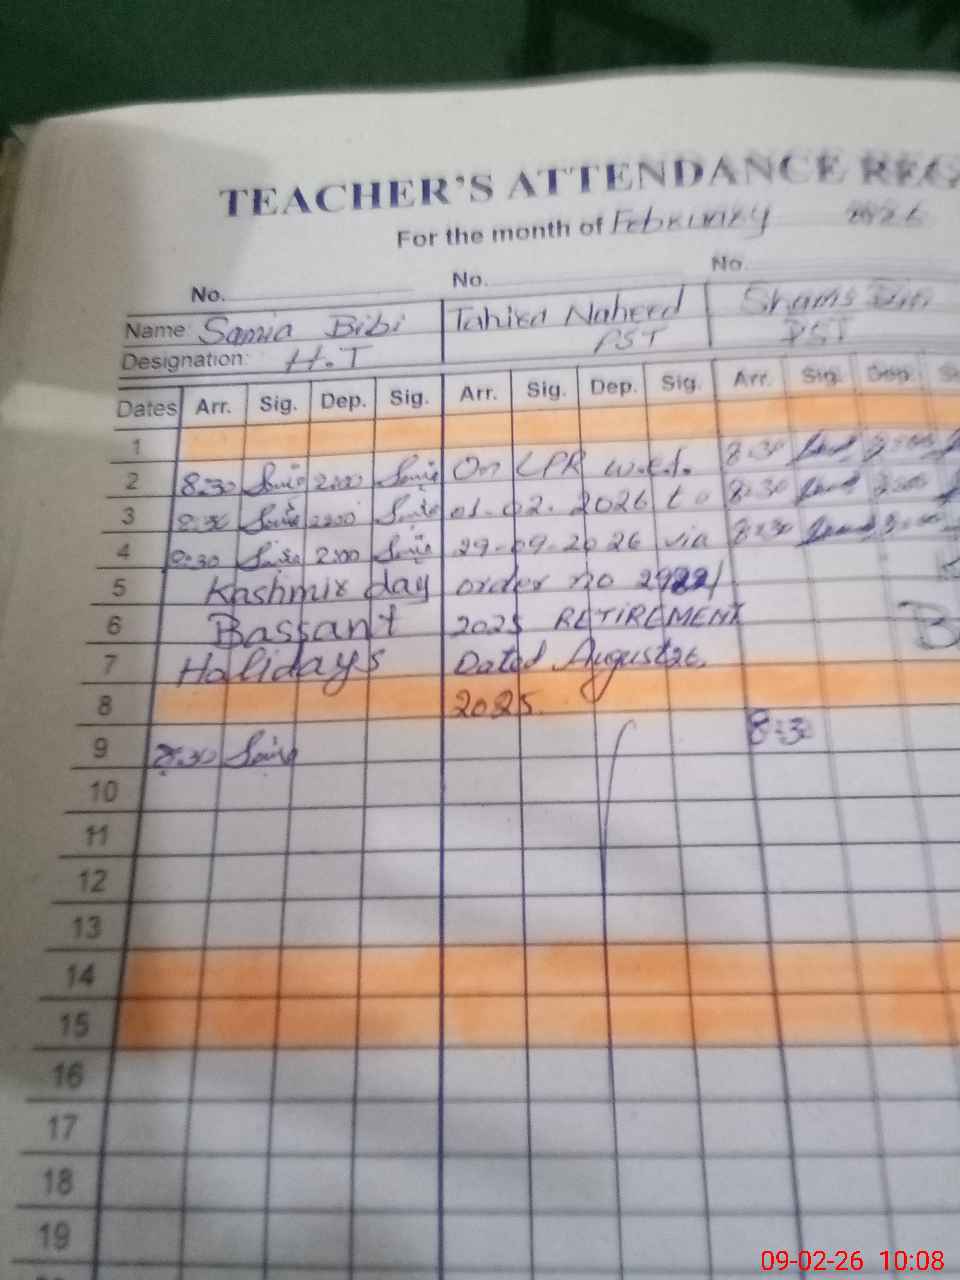 TEACHER'S ATTENDANCE REG
For the month of February 2026
No. No. No.
Name: Samia Bibi Tahira Naheed Shams Bibi
Designation: H.T PST PST
Dates Arr. Sig. Dep. Sig. Arr. Sig. Dep. Sig. Arr. Sig. Dep.
1
2 8:30 2:00 On LPR w.e.f. 8:30
3 8:30 2:00 01-02-2026 to 8:30
4 8:30 2:00 29-09-2026 via 8:30
5 Kashmir day order no
6 Bassant 2025 RETIREMENT
7 Holidays Dated August 26,
8 2025.
9 8:30 8:30
10
11
12
13
14
15
16
17
18
19
09-02-26 10:08